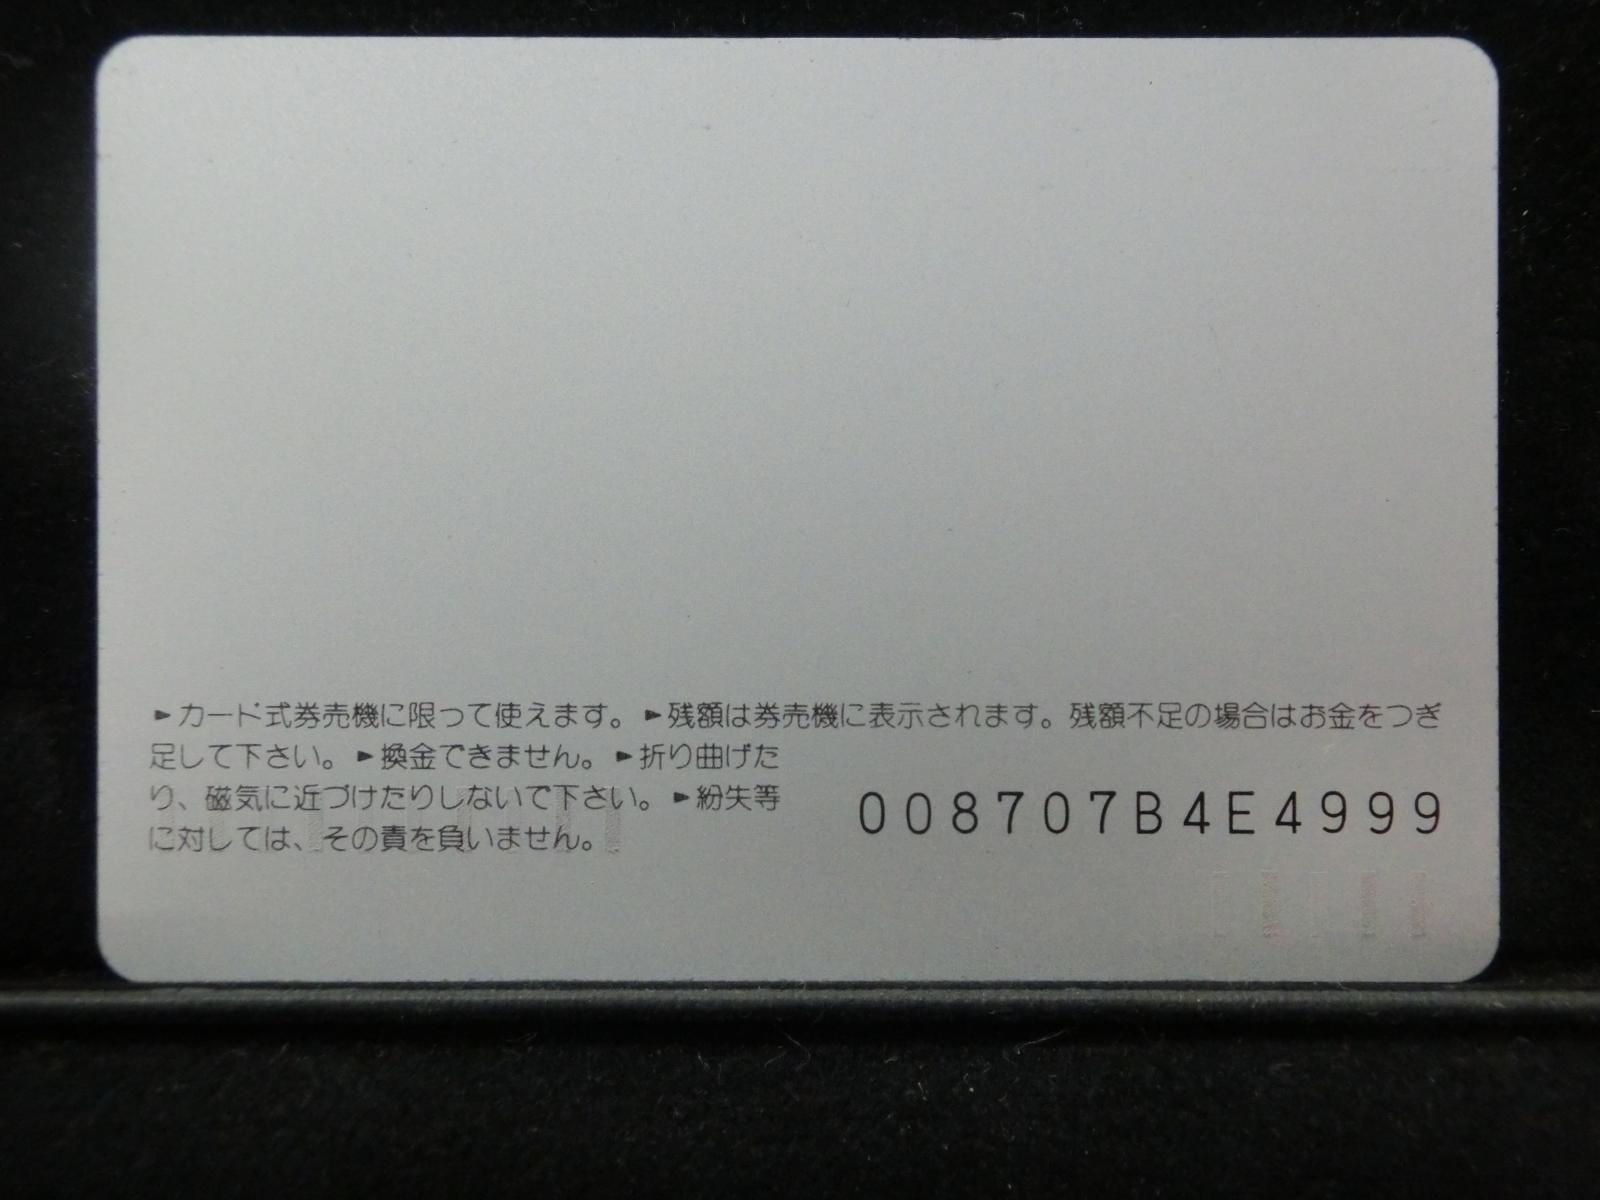 ►カード式券売機に限って使えます。►残額は券売機に表示されます。残額不足の場合はお金をつぎ
足して下さい。►換金できません。►折り曲げた
り、磁気に近づけたりしないで下さい。►紛失等
に対しては、その責を負いません。
008707B4E4999